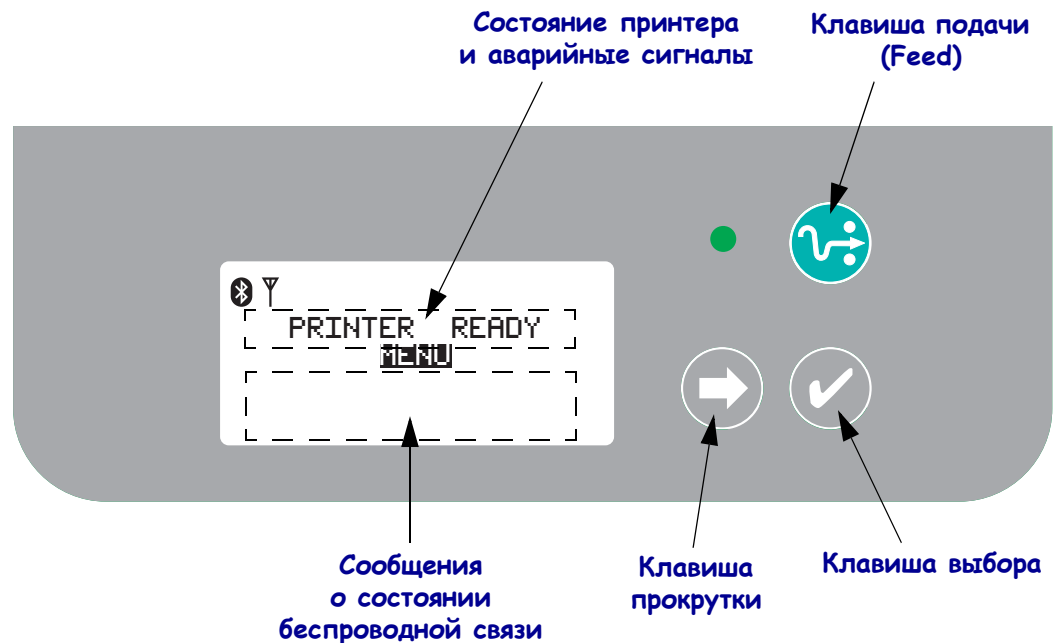 Состояние принтера
и аварийные сигналы
Клавиша подачи
(Feed)
PRINTER READY
MENU
Сообщения
о состоянии
беспроводной связи
Клавиша
прокрутки
Клавиша выбора